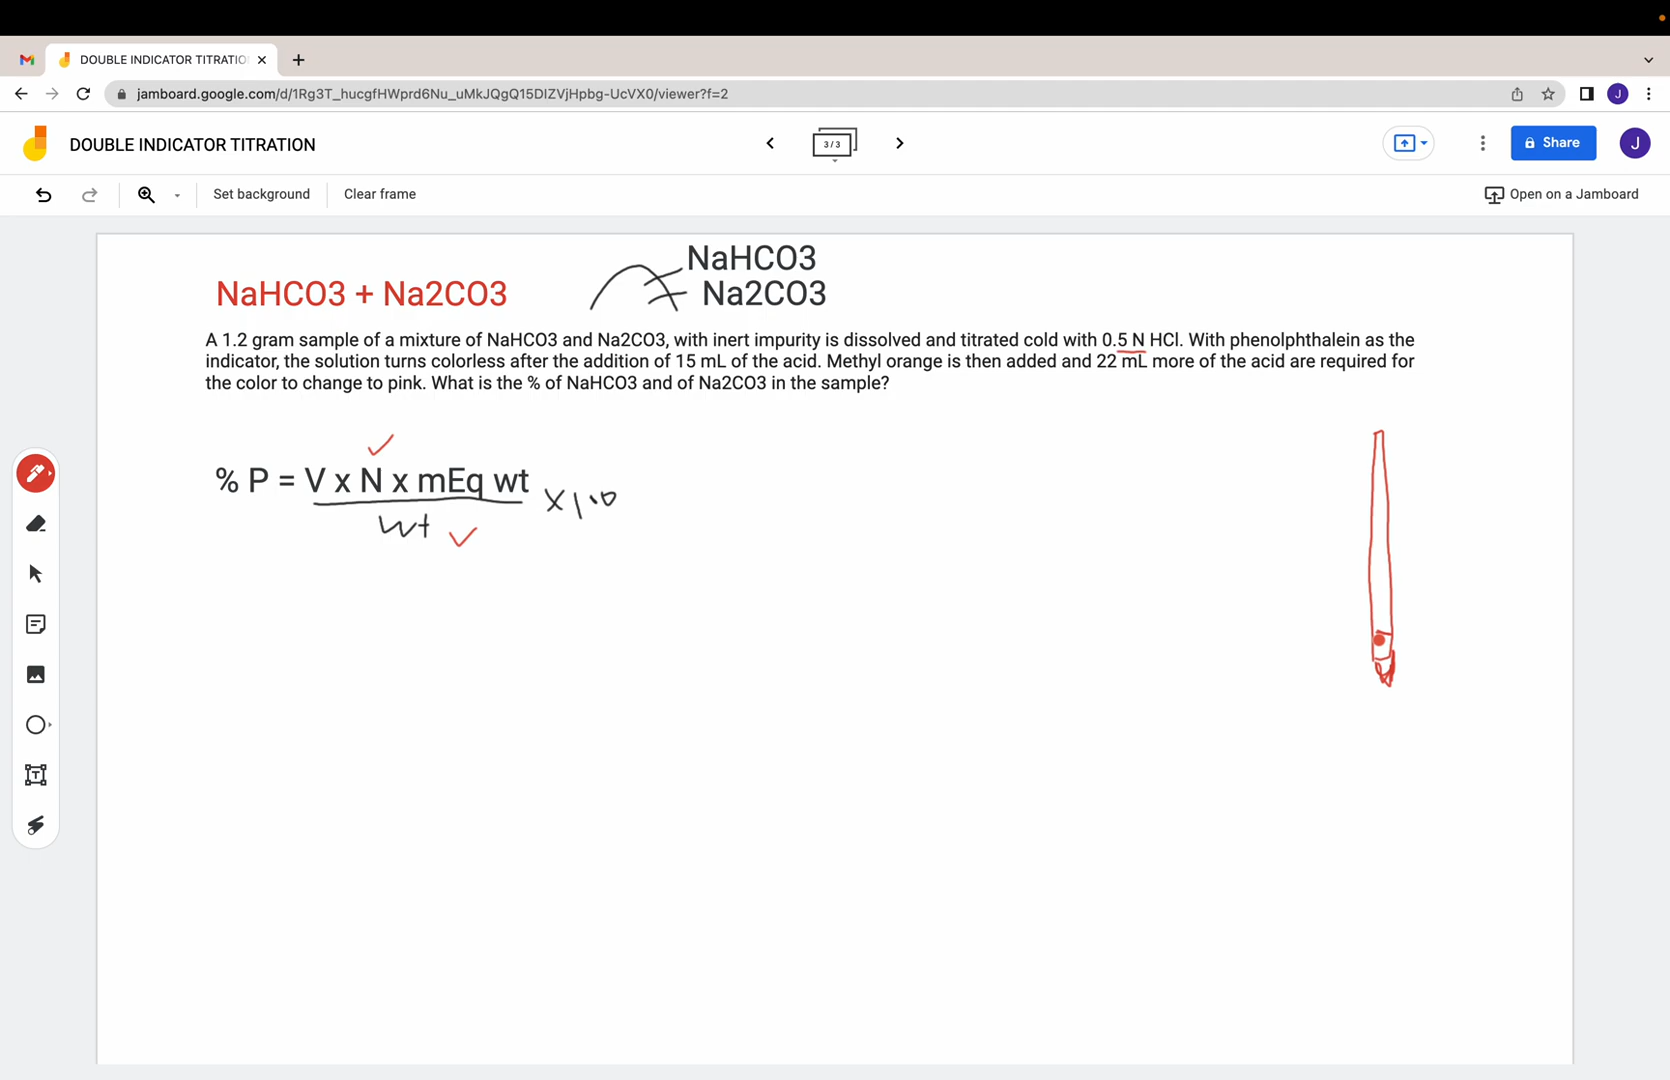 DOUBLE INDICATOR TITRATIO
jamboard.google.com/d/1Rg3T_hucgfHWprd6Nu_uMkJQgQ15DIZVjHpbg-UcVX0/viewer?f=2
J
DOUBLE INDICATOR TITRATION
3 / 3
Share
J
Set background
Clear frame
Open on a Jamboard
NaHCO3
NaHCO3 + Na2CO3
Na2CO3
A 1.2 gram sample of a mixture of NaHCO3 and Na2CO3, with inert impurity is dissolved and titrated cold with 0.5 N HCl. With phenolphthalein as the
indicator, the solution turns colorless after the addition of 15 mL of the acid. Methyl orange is then added and 22 mL more of the acid are required for
the color to change to pink. What is the % of NaHCO3 and of Na2CO3 in the sample?
% P = V x N x mEq wt
x 100
wt